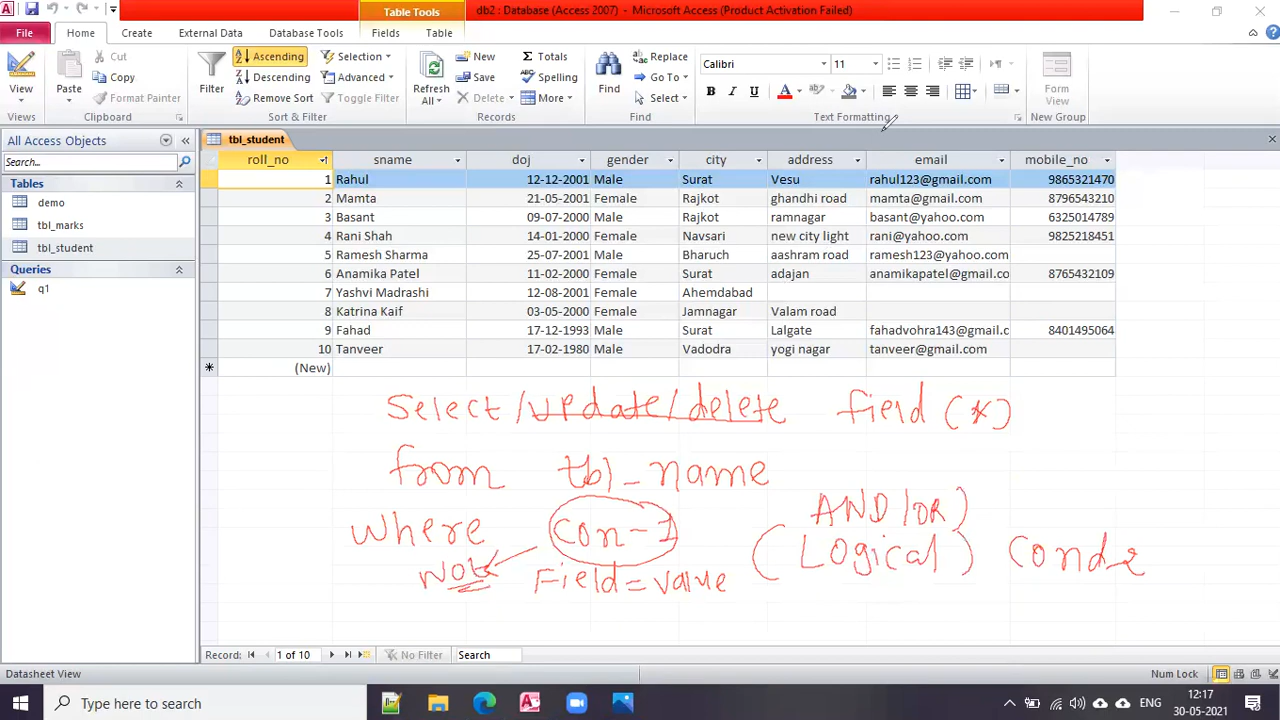 Table Tools
db2 : Database (Access 2007) - Microsoft Access (Product Activation Failed)
File Home Create External Data Database Tools Fields Table
View Paste Cut Copy Format Painter
Filter Ascending Descending Remove Sort Selection Advanced Toggle Filter
Refresh All New Save Delete Totals Spelling More
Find Replace Go To Select
Calibri 11
B I U A ab
Form View
Views Clipboard Sort & Filter Records Find Text Formatting New Group
All Access Objects
Search...
Tables
demo
tbl_marks
tbl_student
Queries
q1
tbl_student
roll_no sname doj gender city address email mobile_no
1 Rahul 12-12-2001 Male Surat Vesu rahul123@gmail.com 9865321470
2 Mamta 21-05-2001 Female Rajkot ghandhi road mamta@gmail.com 8796543210
3 Basant 09-07-2000 Male Rajkot ramnagar basant@yahoo.com 6325014789
4 Rani Shah 14-01-2000 Female Navsari new city light rani@yahoo.com 9825218451
5 Ramesh Sharma 25-07-2001 Male Bharuch aashram road ramesh123@yahoo.com
6 Anamika Patel 11-02-2000 Female Surat adajan anamikapatel@gmail.co 8765432109
7 Yashvi Madrashi 12-08-2001 Female Ahemdabad
8 Katrina Kaif 03-05-2000 Female Jamnagar Valam road
9 Fahad 17-12-1993 Male Surat Lalgate fahadvohra143@gmail.c 8401495064
10 Tanveer 17-02-1980 Male Vadodra yogi nagar tanveer@gmail.com
* (New)
Select / update / delete field (*)
from tbl_name
AND/OR)
where con-1 (Logical) Cond-2
Not Field = value
Record: 1 of 10 No Filter Search
Datasheet View Num Lock
Type here to search ENG 12:17
30-05-2021